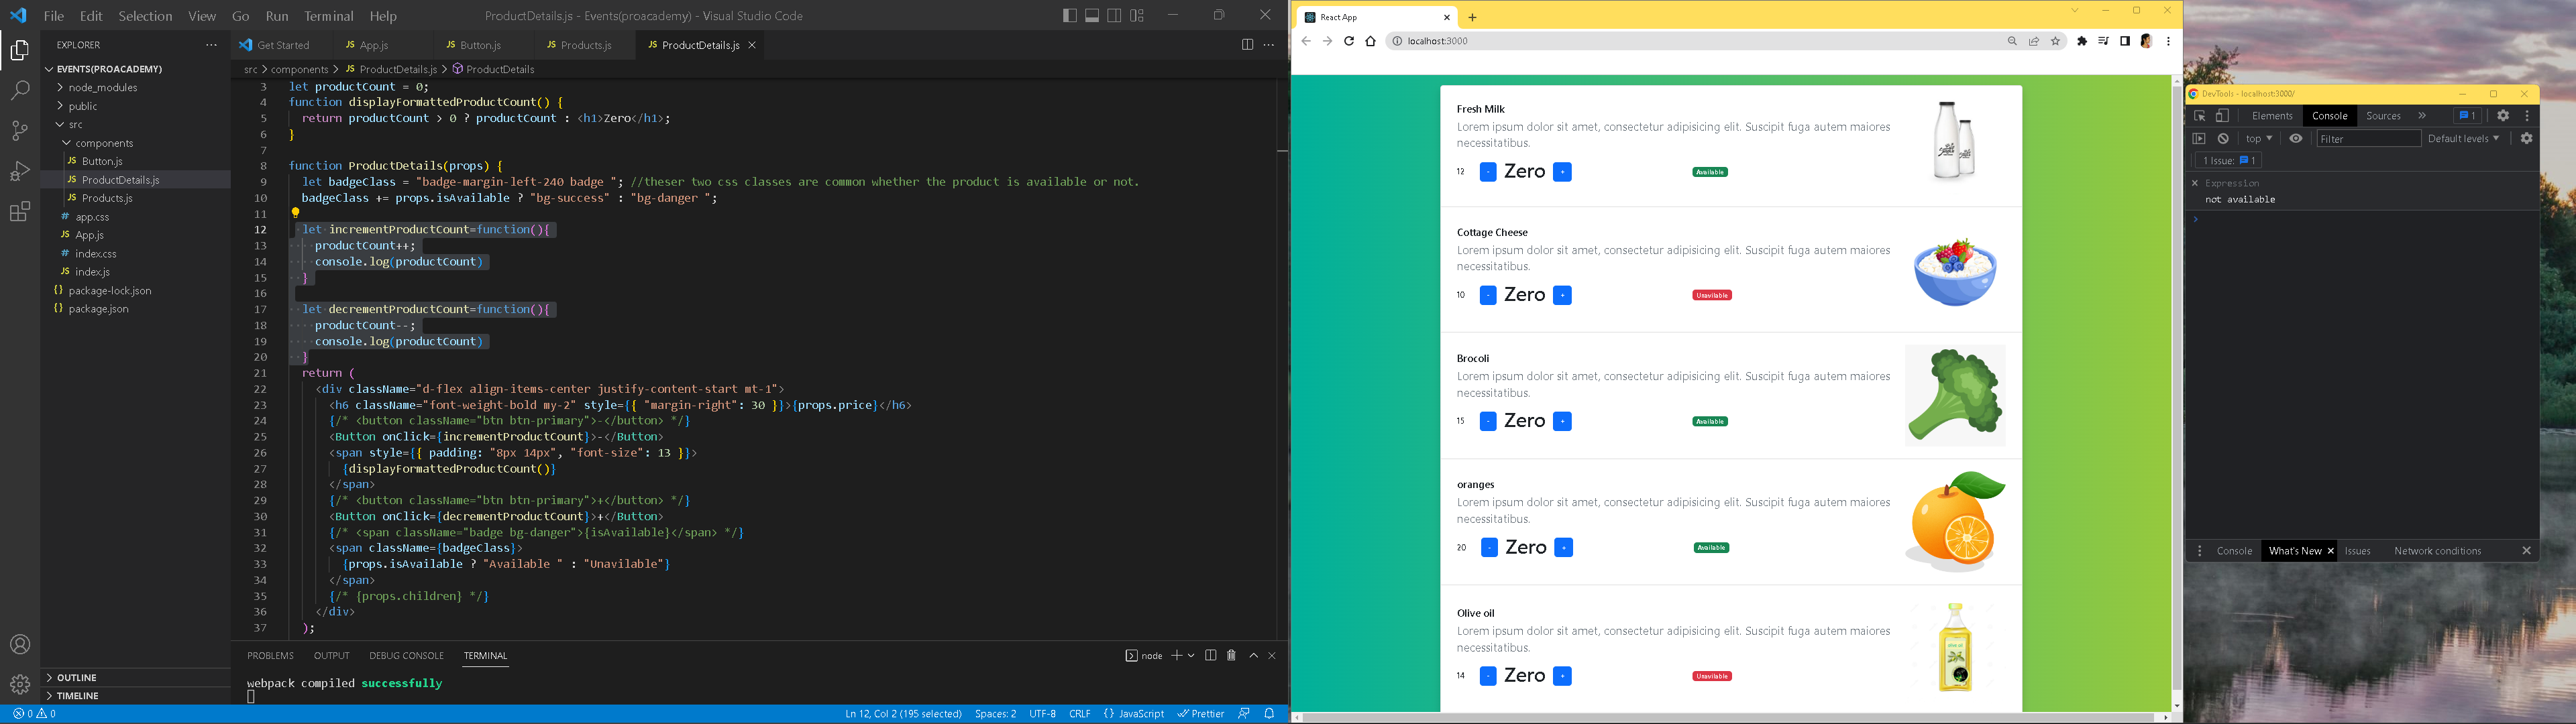 File Edit Selection View Go Run Terminal Help
ProductDetails.js - Events(proacademy) - Visual Studio Code
EXPLORER
EVENTS(PROACADEMY)
node_modules
public
src
components
JS Button.js
JS ProductDetails.js
JS Products.js
# app.css
JS App.js
# index.css
JS index.js
{} package-lock.json
{} package.json
OUTLINE
TIMELINE
Get Started
JS App.js
JS Button.js
JS Products.js
JS ProductDetails.js
src > components > JS ProductDetails.js > ProductDetails
3 let productCount = 0;
4 function displayFormattedProductCount() {
5 return productCount > 0 ? productCount : <h1>Zero</h1>;
6 }
7
8 function ProductDetails(props) {
9 let badgeClass = "badge-margin-left-240 badge "; //theser two css classes are common whether the product is available or not.
10 badgeClass += props.isAvailable ? "bg-success" : "bg-danger ";
11
12 let incrementProductCount=function(){
13 productCount++;
14 console.log(productCount)
15 }
16
17 let decrementProductCount=function(){
18 productCount--;
19 console.log(productCount)
20 }
21 return (
22 <div className="d-flex align-items-center justify-content-start mt-1">
23 <h6 className="font-weight-bold my-2" style={{ "margin-right": 30 }}>{props.price}</h6>
24 {/* <button className="btn btn-primary">-</button> */}
25 <Button onClick={incrementProductCount}>-</Button>
26 <span style={{ padding: "8px 14px", "font-size": 13 }}>
27 {displayFormattedProductCount()}
28 </span>
29 {/* <button className="btn btn-primary">+</button> */}
30 <Button onClick={decrementProductCount}>+</Button>
31 {/* <span className="badge bg-danger">{isAvailable}</span> */}
32 <span className={badgeClass}>
33 {props.isAvailable ? "Available " : "Unavilable"}
34 </span>
35 {/* {props.children} */}
36 </div>
37 );
PROBLEMS OUTPUT DEBUG CONSOLE TERMINAL
node
webpack compiled successfully
0 0
Ln 12, Col 2 (195 selected) Spaces: 2 UTF-8 CRLF {} JavaScript Prettier
React App
localhost:3000
Fresh Milk
Lorem ipsum dolor sit amet, consectetur adipisicing elit. Suscipit fuga autem maiores
necessitatibus.
12 - Zero + Available
Cottage Cheese
Lorem ipsum dolor sit amet, consectetur adipisicing elit. Suscipit fuga autem maiores
necessitatibus.
10 - Zero + Unavilable
Brocoli
Lorem ipsum dolor sit amet, consectetur adipisicing elit. Suscipit fuga autem maiores
necessitatibus.
15 - Zero + Available
oranges
Lorem ipsum dolor sit amet, consectetur adipisicing elit. Suscipit fuga autem maiores
necessitatibus.
20 - Zero + Available
Olive oil
Lorem ipsum dolor sit amet, consectetur adipisicing elit. Suscipit fuga autem maiores
necessitatibus.
14 - Zero + Unavilable
DevTools - localhost:3000/
Elements Console Sources 1
top Filter Default levels
1 Issue: 1
Expression
not available
Console What's New Issues Network conditions